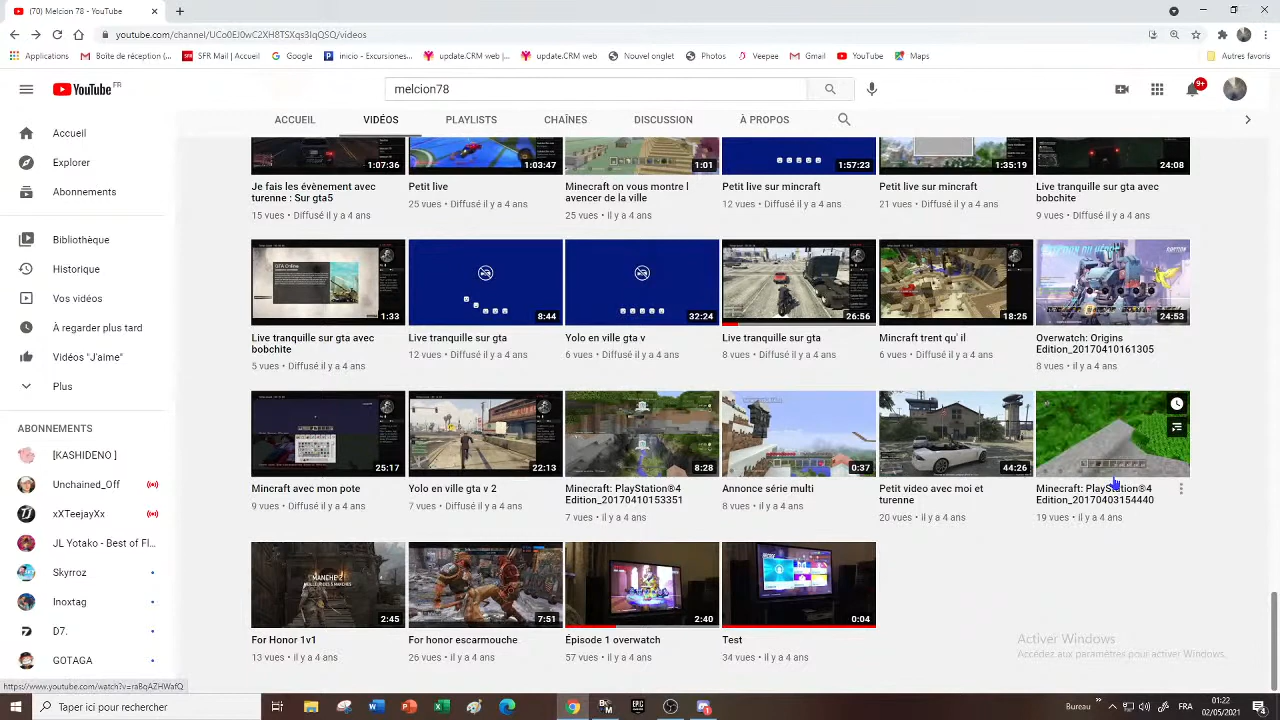 (70) Melcion 78 - YouTube
youtube.com/channel/UCo0EJ0wC2XH8TSXqs3IqQSQ/videos
Applications
Boîte de réception (...
SFR Mail | Accueil
Google
inicio - Exercismes...
update.CRM web
update.CRM web
Nouvel onglet
Photos
Veepee
Gmail
YouTube
Maps
Autres favoris
YouTube FR
melcion78
9+
ACCUEIL
VIDÉOS
PLAYLISTS
CHAÎNES
DISCUSSION
À PROPOS
Accueil
Explorer
Abonnements
Bibliothèque
Historique
Vos vidéos
À regarder plus tard
Vidéos "J'aime"
Plus
ABONNEMENTS
[KASHIDENO ]
Unchained_Off
xXTeejayXx
JL Yotako - Best of Fl...
Skyrroz
Inoxtag
D7.
GOTAGA
1:07:36
1:03:47
1:01
1:57:23
1:35:19
24:08
Je fais les évènement avec
turenne : Sur gta5
15 vues • Diffusé il y a 4 ans
Petit live
25 vues • Diffusé il y a 4 ans
Minecraft on vous montre l
avencer de la ville
25 vues • il y a 4 ans
Petit live sur mincraft
12 vues • Diffusé il y a 4 ans
Petit live sur mincraft
21 vues • Diffusé il y a 4 ans
Live tranquille sur gta avec
bobchite
9 vues • Diffusé il y a 4 ans
1:33
8:44
32:24
26:56
18:25
24:53
Live tranquille sur gta avec
bobchite
5 vues • Diffusé il y a 4 ans
Live tranquille sur gta
12 vues • Diffusé il y a 4 ans
Yolo en ville gta v
6 vues • Diffusé il y a 4 ans
Live tranquille sur gta
8 vues • Diffusé il y a 4 ans
Mincraft trent qu' il
6 vues • Diffusé il y a 4 ans
Overwatch: Origins
Edition_20170410161305
8 vues • il y a 4 ans
25:17
22:13
0:38
0:37
44:26
Mincraft avec mon pote
9 vues • Diffusé il y a 4 ans
Yolo en ville gta v 2
7 vues • Diffusé il y a 4 ans
Minecraft: PlayStation®4
Edition_20170410153351
7 vues • il y a 4 ans
Annonce série multi
8 vues • il y a 4 ans
Petit video avec moi et
turenne
20 vues • il y a 4 ans
Minecraft: PlayStation®4
Edition_20170403154440
19 vues • il y a 4 ans
MANCHE 2
2:45
7:51
2:40
0:04
For Honor 1v1
13 vues • il y a 4 ans
For honor escarmouche
26 vues • il y a 4 ans
Épisode 1 overwatch
57 vues • il y a 4 ans
Test
34 vues • il y a 4 ans
Activer Windows
Accédez aux paramètres pour activer Windows.
https://www.youtube.com/watch?v=raBqAZHWafQ
Taper ici pour rechercher
Bureau
FRA
01:22
02/05/2021